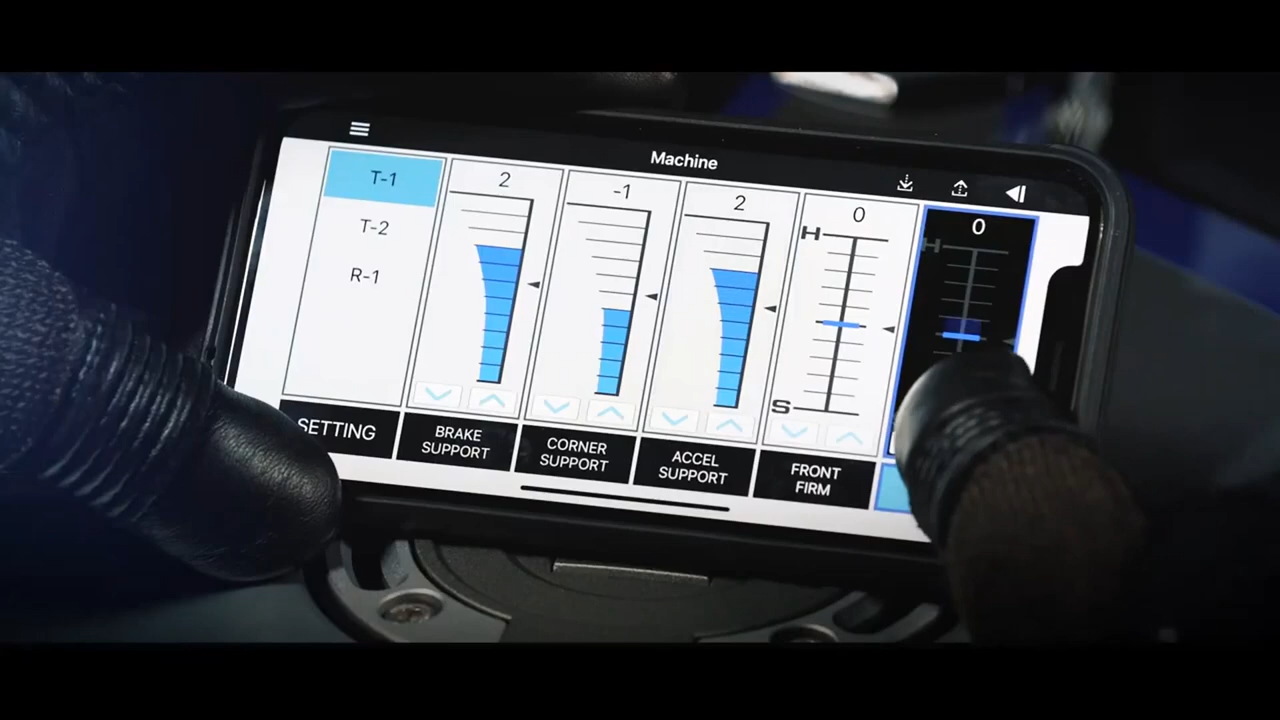 Machine
T-1
T-2
R-1
SETTING
2
BRAKE
SUPPORT
-1
CORNER
SUPPORT
2
ACCEL
SUPPORT
0
H
S
FRONT
FIRM
0
H